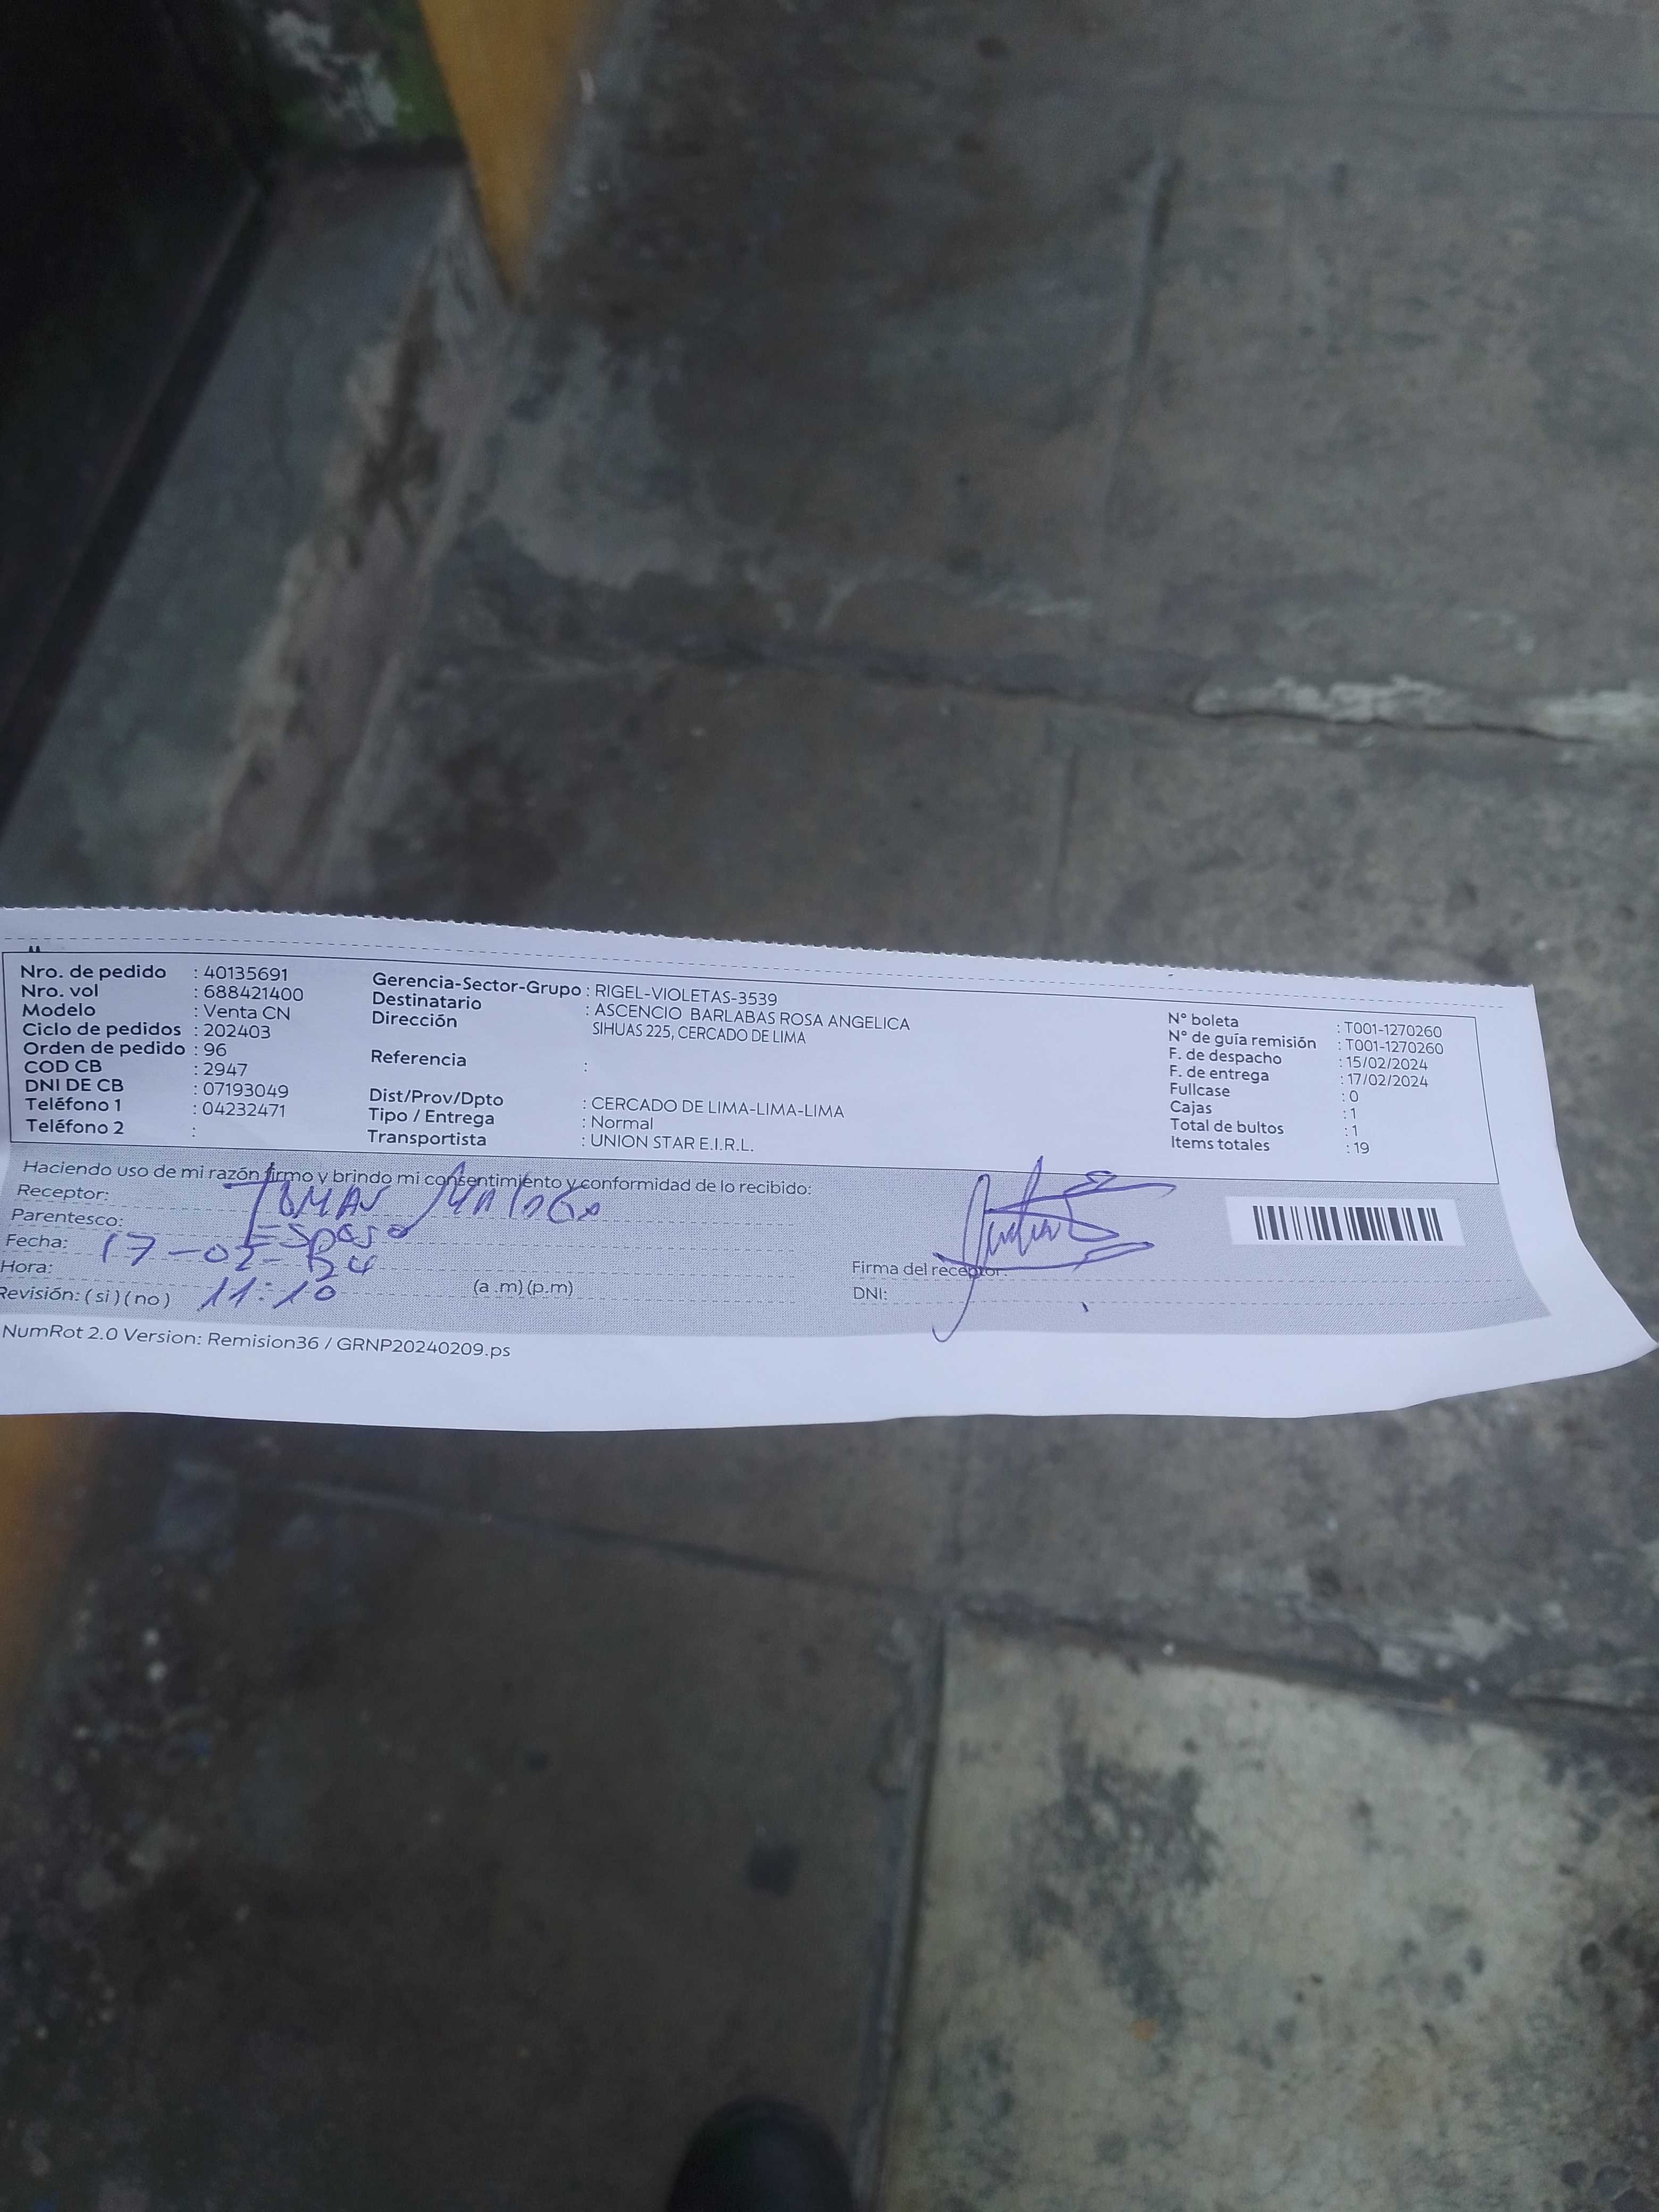 Nro. de pedido : 40135691
Nro. vol : 688421400
Modelo : Venta CN
Ciclo de pedidos : 202403
Orden de pedido : 96
COD CB : 2947
DNI DE CB : 07193049
Teléfono 1 : 04232471
Teléfono 2 :
Gerencia-Sector-Grupo : RIGEL-VIOLETAS-3539
Destinatario : ASCENCIO BARLABAS ROSA ANGELICA
Dirección SIHUAS 225, CERCADO DE LIMA
Referencia :
Dist/Prov/Dpto : CERCADO DE LIMA-LIMA-LIMA
Tipo / Entrega : Normal
Transportista : UNION STAR E.I.R.L.
N° boleta : T001-1270260
N° de guía remisión : T001-1270260
F. de despacho : 15/02/2024
F. de entrega : 17/02/2024
Fullcase : 0
Cajas : 1
Total de bultos : 1
Items totales : 19
Haciendo uso de mi razón firmo y brindo mi consentimiento y conformidad de lo recibido:
Receptor: TOMAS
Parentesco: Esposo
Fecha: 17-02-24
Hora: 11:10 (a .m) (p.m)
Revisión: ( si ) ( no )
Firma del receptor:
DNI:
NumRot 2.0 Version: Remision36 / GRNP20240209.ps